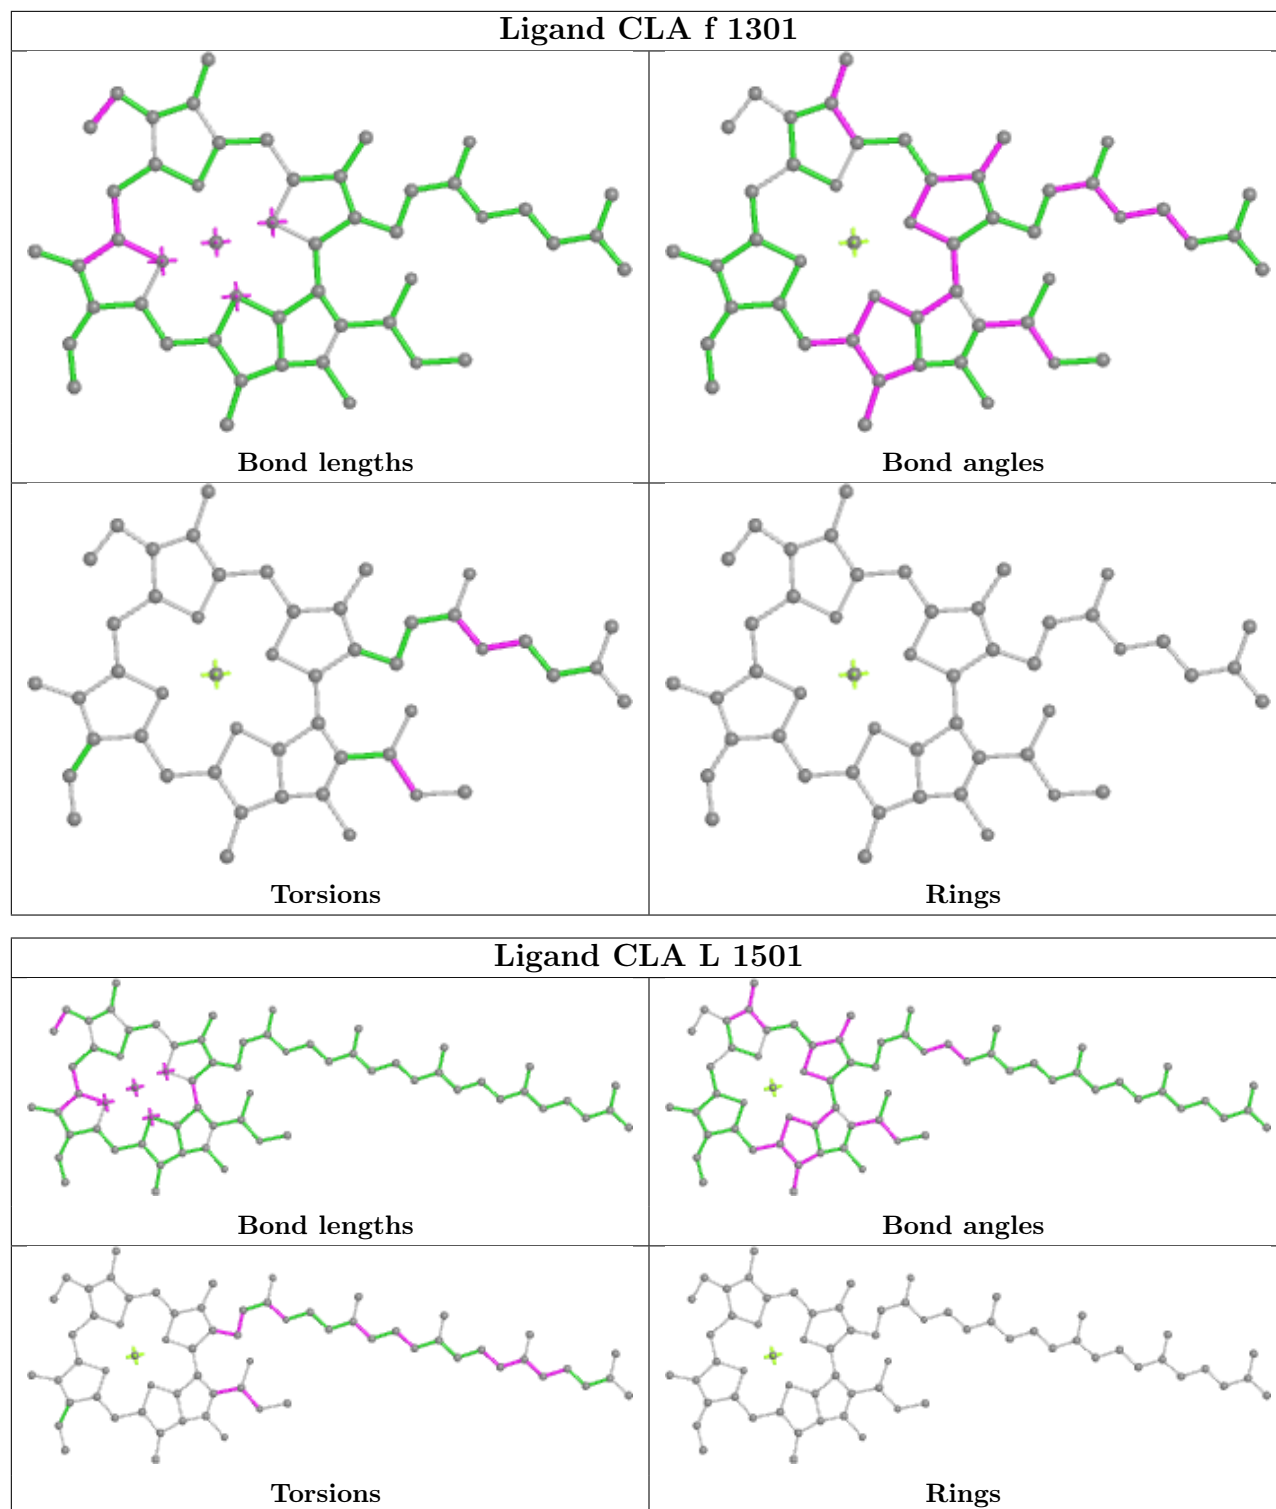 Ligand CLA f 1301
Bond lengths
Bond angles
Torsions
Rings
Ligand CLA L 1501
Bond lengths
Bond angles
Torsions
Rings